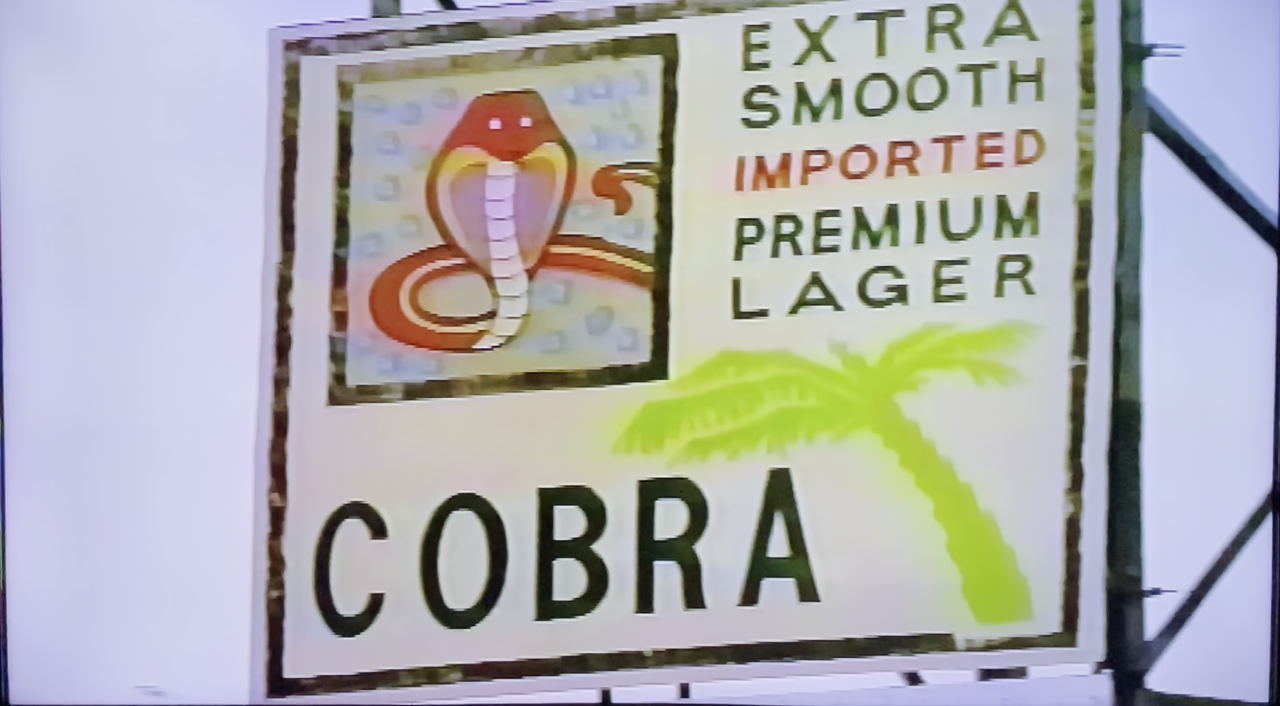 EXTRA
SMOOTH
IMPORTED
PREMIUM
LAGER
COBRA